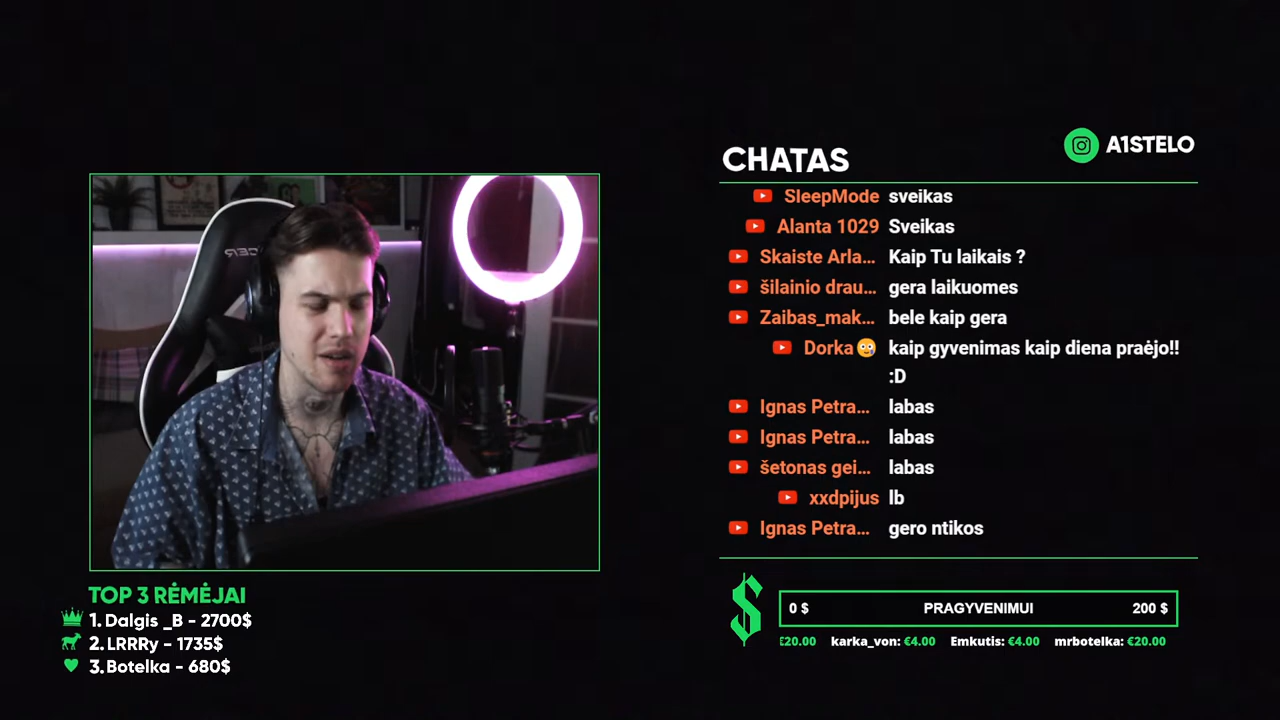 A1STELO
CHATAS
SleepMode sveikas
Alanta 1029 Sveikas
Skaiste Arla... Kaip Tu laikais ?
šilainio drau... gera laikuomes
Zaibas_mak... bele kaip gera
Dorka kaip gyvenimas kaip diena praėjo!!
:D
Ignas Petra... labas
Ignas Petra... labas
šetonas gei... labas
xxdpijus lb
Ignas Petra... gero ntikos
TOP 3 RĖMĖJAI
1. Dalgis _B - 2700$
2. LRRRy - 1735$
3. Botelka - 680$
$
0 $ PRAGYVENIMUI 200 $
£20.00 karka_von: €4.00 Emkutis: €4.00 mrbotelka: €20.00